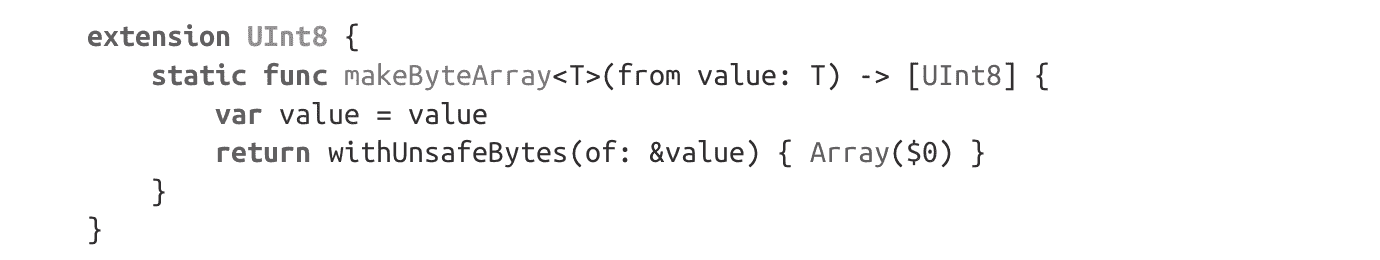 extension UInt8 {
    static func makeByteArray<T>(from value: T) -> [UInt8] {
        var value = value
        return withUnsafeBytes(of: &value) { Array($0) }
    }
}